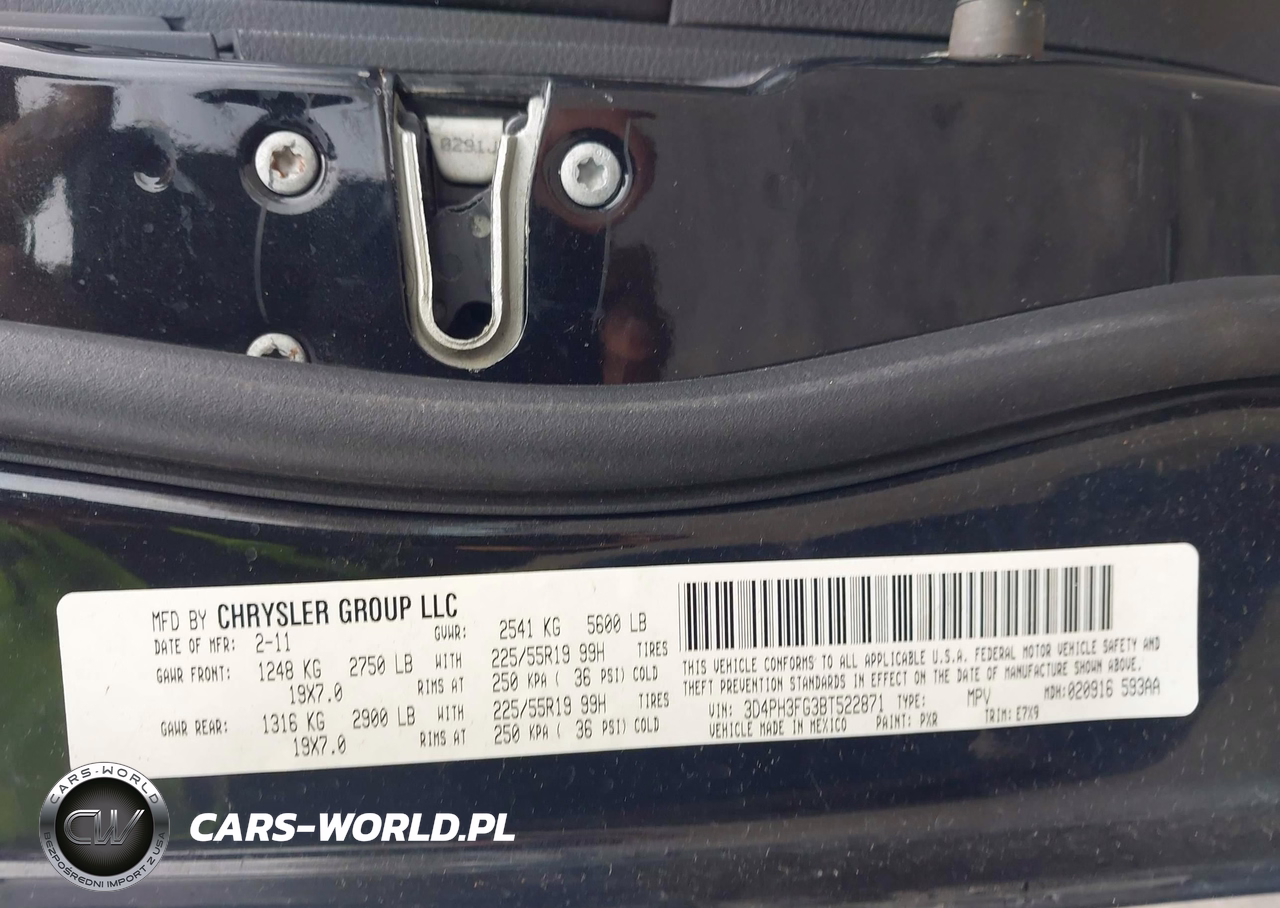 8291J
MFD BY CHRYSLER GROUP LLC
DATE OF MFR: 2-11 GVWR: 2541 KG 5600 LB
GAWR FRONT: 1248 KG 2750 LB WITH 225/55R19 99H TIRES
19X7.0 RIMS AT 250 KPA ( 36 PSI) COLD
GAWR REAR: 1316 KG 2900 LB WITH 225/55R19 99H TIRES
19X7.0 RIMS AT 250 KPA ( 36 PSI) COLD
THIS VEHICLE CONFORMS TO ALL APPLICABLE U.S.A. FEDERAL MOTOR VEHICLE SAFETY AND
THEFT PREVENTION STANDARDS IN EFFECT ON THE DATE OF MANUFACTURE SHOWN ABOVE.
VIN: 3D4PH3FG3BT522871 TYPE: MPV MDH:020916 593AA
VEHICLE MADE IN MEXICO PAINT: PXR TRIM: E7X9
CARS-WORLD
CW
BEZPOŚREDNI IMPORT Z USA
CARS-WORLD.PL